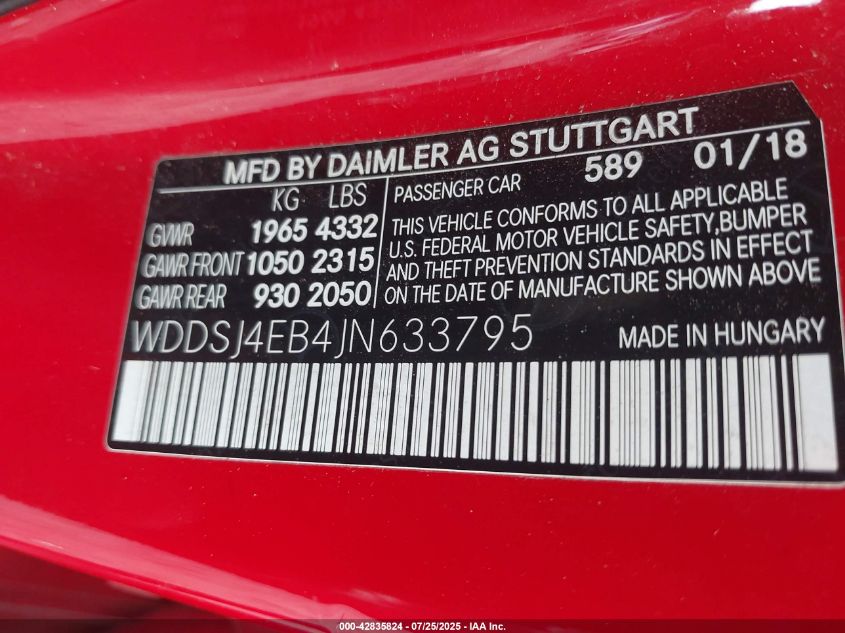 MFD BY DAIMLER AG STUTTGART
KG LBS PASSENGER CAR 589 01/18
GVWR 1965 4332
GAWR FRONT 1050 2315
GAWR REAR 930 2050
THIS VEHICLE CONFORMS TO ALL APPLICABLE
U.S. FEDERAL MOTOR VEHICLE SAFETY,BUMPER
AND THEFT PREVENTION STANDARDS IN EFFECT
ON THE DATE OF MANUFACTURE SHOWN ABOVE
WDDSJ4EB4JN633795 MADE IN HUNGARY
000-42835824 - 07/25/2025 - IAA Inc.